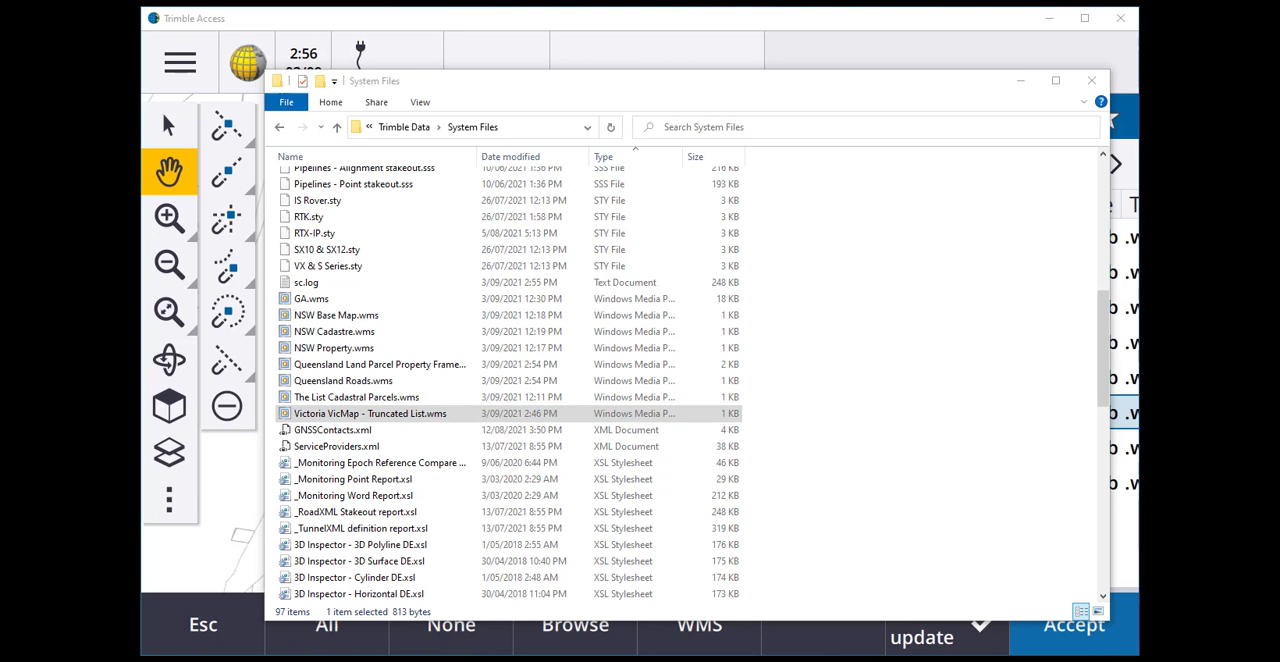 Trimble Access
2:56
System Files
File Home Share View
« Trimble Data › System Files
Search System Files
Name Date modified Type Size
Pipelines - Alignment stakeout.sss 10/06/2021 1:36 PM SSS File 216 KB
Pipelines - Point stakeout.sss 10/06/2021 1:36 PM SSS File 193 KB
IS Rover.sty 26/07/2021 12:13 PM STY File 3 KB
RTK.sty 26/07/2021 1:58 PM STY File 3 KB
RTX-IP.sty 5/08/2021 5:13 PM STY File 3 KB
SX10 & SX12.sty 26/07/2021 12:13 PM STY File 3 KB
VX & S Series.sty 26/07/2021 12:13 PM STY File 3 KB
sc.log 3/09/2021 2:55 PM Text Document 248 KB
GA.wms 3/09/2021 12:30 PM Windows Media P... 18 KB
NSW Base Map.wms 3/09/2021 12:18 PM Windows Media P... 1 KB
NSW Cadastre.wms 3/09/2021 12:19 PM Windows Media P... 1 KB
NSW Property.wms 3/09/2021 12:17 PM Windows Media P... 1 KB
Queensland Land Parcel Property Frame... 3/09/2021 2:54 PM Windows Media P... 2 KB
Queensland Roads.wms 3/09/2021 2:54 PM Windows Media P... 1 KB
The List Cadastral Parcels.wms 3/09/2021 12:11 PM Windows Media P... 1 KB
Victoria VicMap - Truncated List.wms 3/09/2021 2:46 PM Windows Media P... 1 KB
GNSSContacts.xml 12/08/2021 3:50 PM XML Document 4 KB
ServiceProviders.xml 13/07/2021 8:55 PM XML Document 38 KB
_Monitoring Epoch Reference Compare ... 9/06/2020 6:44 PM XSL Stylesheet 46 KB
_Monitoring Point Report.xsl 3/03/2020 2:29 AM XSL Stylesheet 29 KB
_Monitoring Word Report.xsl 3/03/2020 2:29 AM XSL Stylesheet 212 KB
_RoadXML Stakeout report.xsl 13/07/2021 8:55 PM XSL Stylesheet 248 KB
_TunnelXML definition report.xsl 13/07/2021 8:55 PM XSL Stylesheet 319 KB
3D Inspector - 3D Polyline DE.xsl 1/05/2018 2:55 AM XSL Stylesheet 176 KB
3D Inspector - 3D Surface DE.xsl 30/04/2018 10:40 PM XSL Stylesheet 175 KB
3D Inspector - Cylinder DE.xsl 1/05/2018 2:48 AM XSL Stylesheet 174 KB
3D Inspector - Horizontal DE.xsl 30/04/2018 11:04 PM XSL Stylesheet 173 KB
97 items 1 item selected 813 bytes
Esc All None Browse WMS update Accept